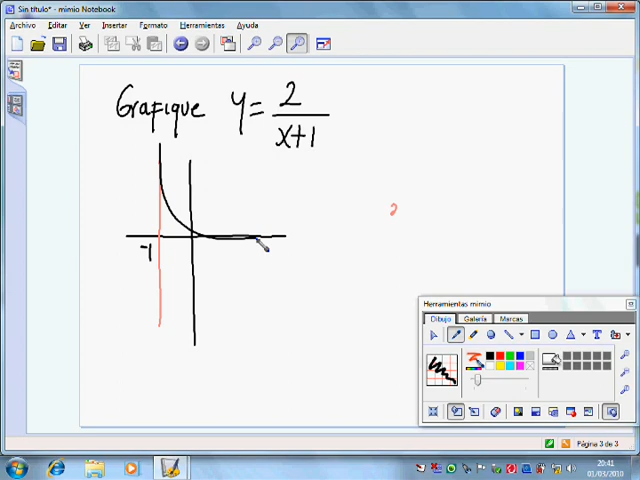 Sin título* - mimio Notebook
Archivo Editar Ver Insertar Formato Herramientas Ayuda
Grafique y = 2 / x+1
-1
2
Herramientas mimio
Dibujo Galería Marcas
T
Página 3 de 3
20:41
01/03/2010